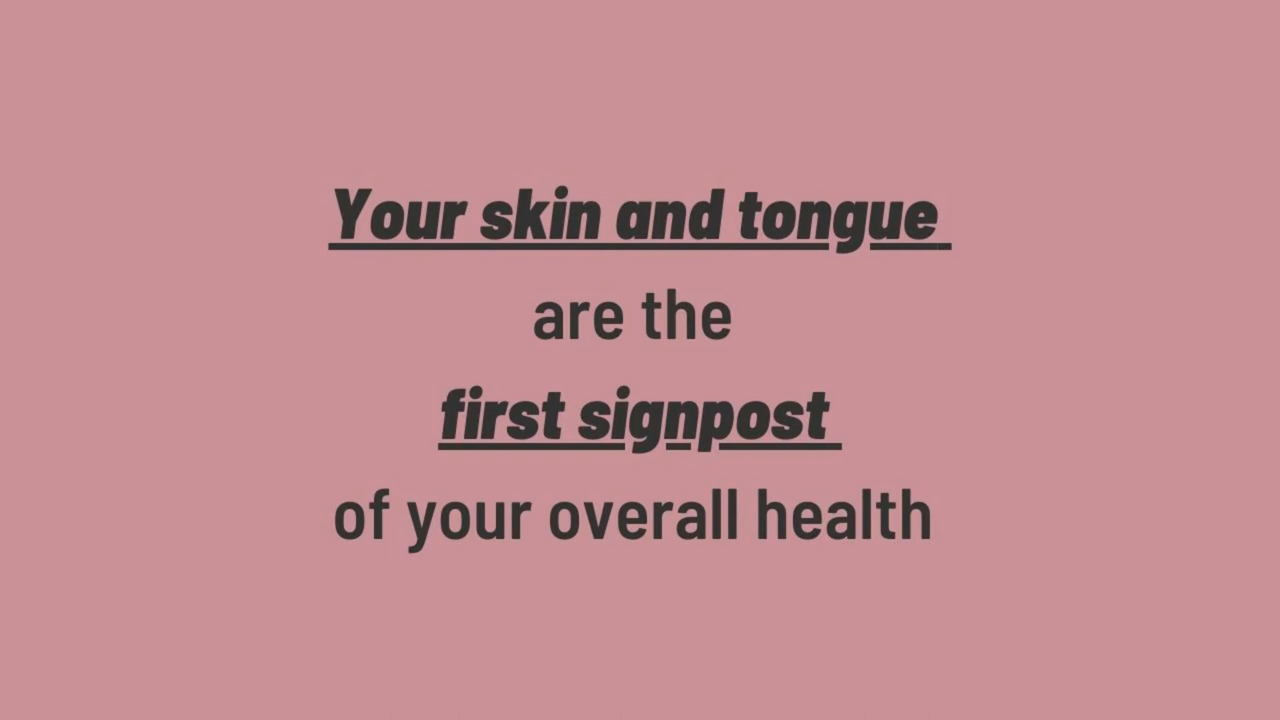 Your skin and tongue
are the
first signpost
of your overall health